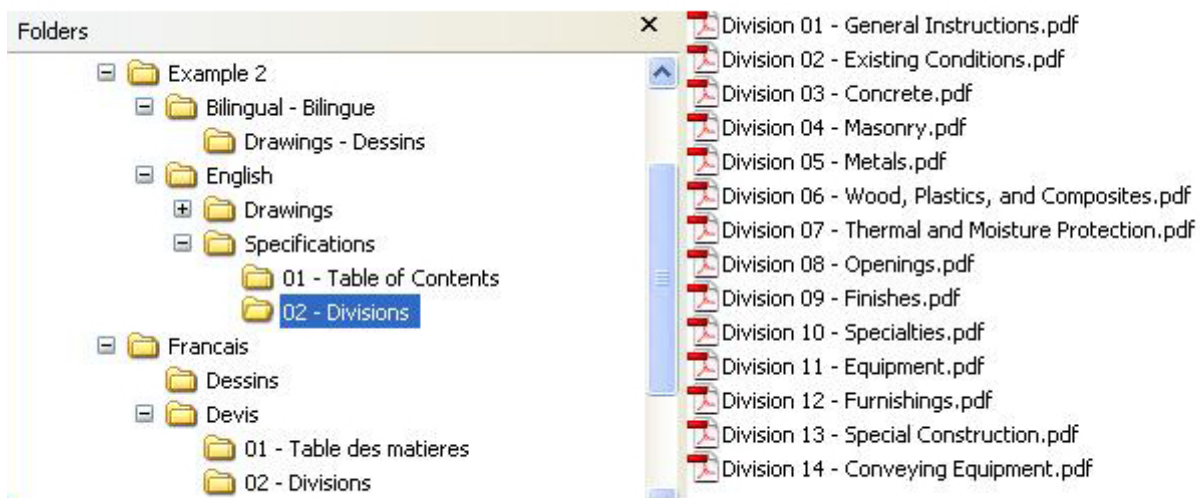 Folders
Example 2
Bilingual - Bilingue
Drawings - Dessins
English
Drawings
Specifications
01 - Table of Contents
02 - Divisions
Francais
Dessins
Devis
01 - Table des matieres
02 - Divisions
Division 01 - General Instructions.pdf
Division 02 - Existing Conditions.pdf
Division 03 - Concrete.pdf
Division 04 - Masonry.pdf
Division 05 - Metals.pdf
Division 06 - Wood, Plastics, and Composites.pdf
Division 07 - Thermal and Moisture Protection.pdf
Division 08 - Openings.pdf
Division 09 - Finishes.pdf
Division 10 - Specialties.pdf
Division 11 - Equipment.pdf
Division 12 - Furnishings.pdf
Division 13 - Special Construction.pdf
Division 14 - Conveying Equipment.pdf